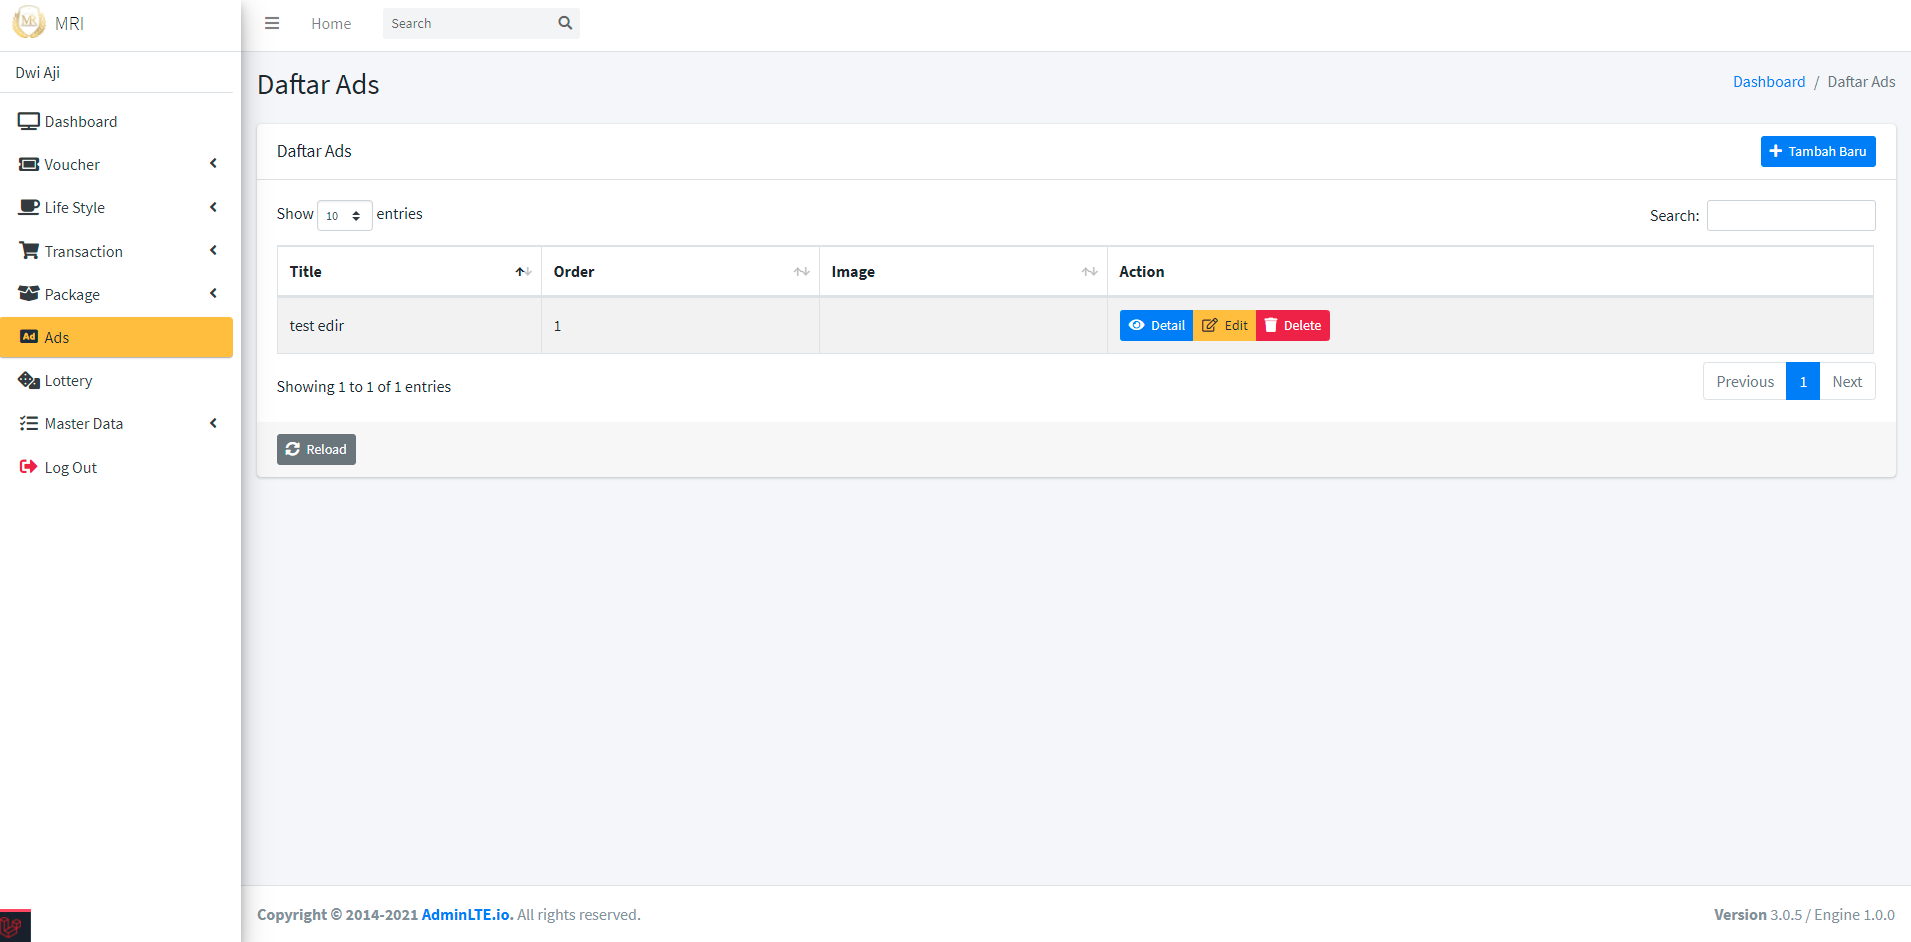 MRI
Home
Search
Dwi Aji
Dashboard
Voucher
Life Style
Transaction
Package
Ad Ads
Lottery
Master Data
Log Out
Daftar Ads
Dashboard / Daftar Ads
Daftar Ads
Tambah Baru
Show 10 entries
Search:
Title Order Image Action
test edir 1 Detail Edit Delete
Showing 1 to 1 of 1 entries
Previous 1 Next
Reload
Copyright © 2014-2021 AdminLTE.io. All rights reserved.
Version 3.0.5 / Engine 1.0.0